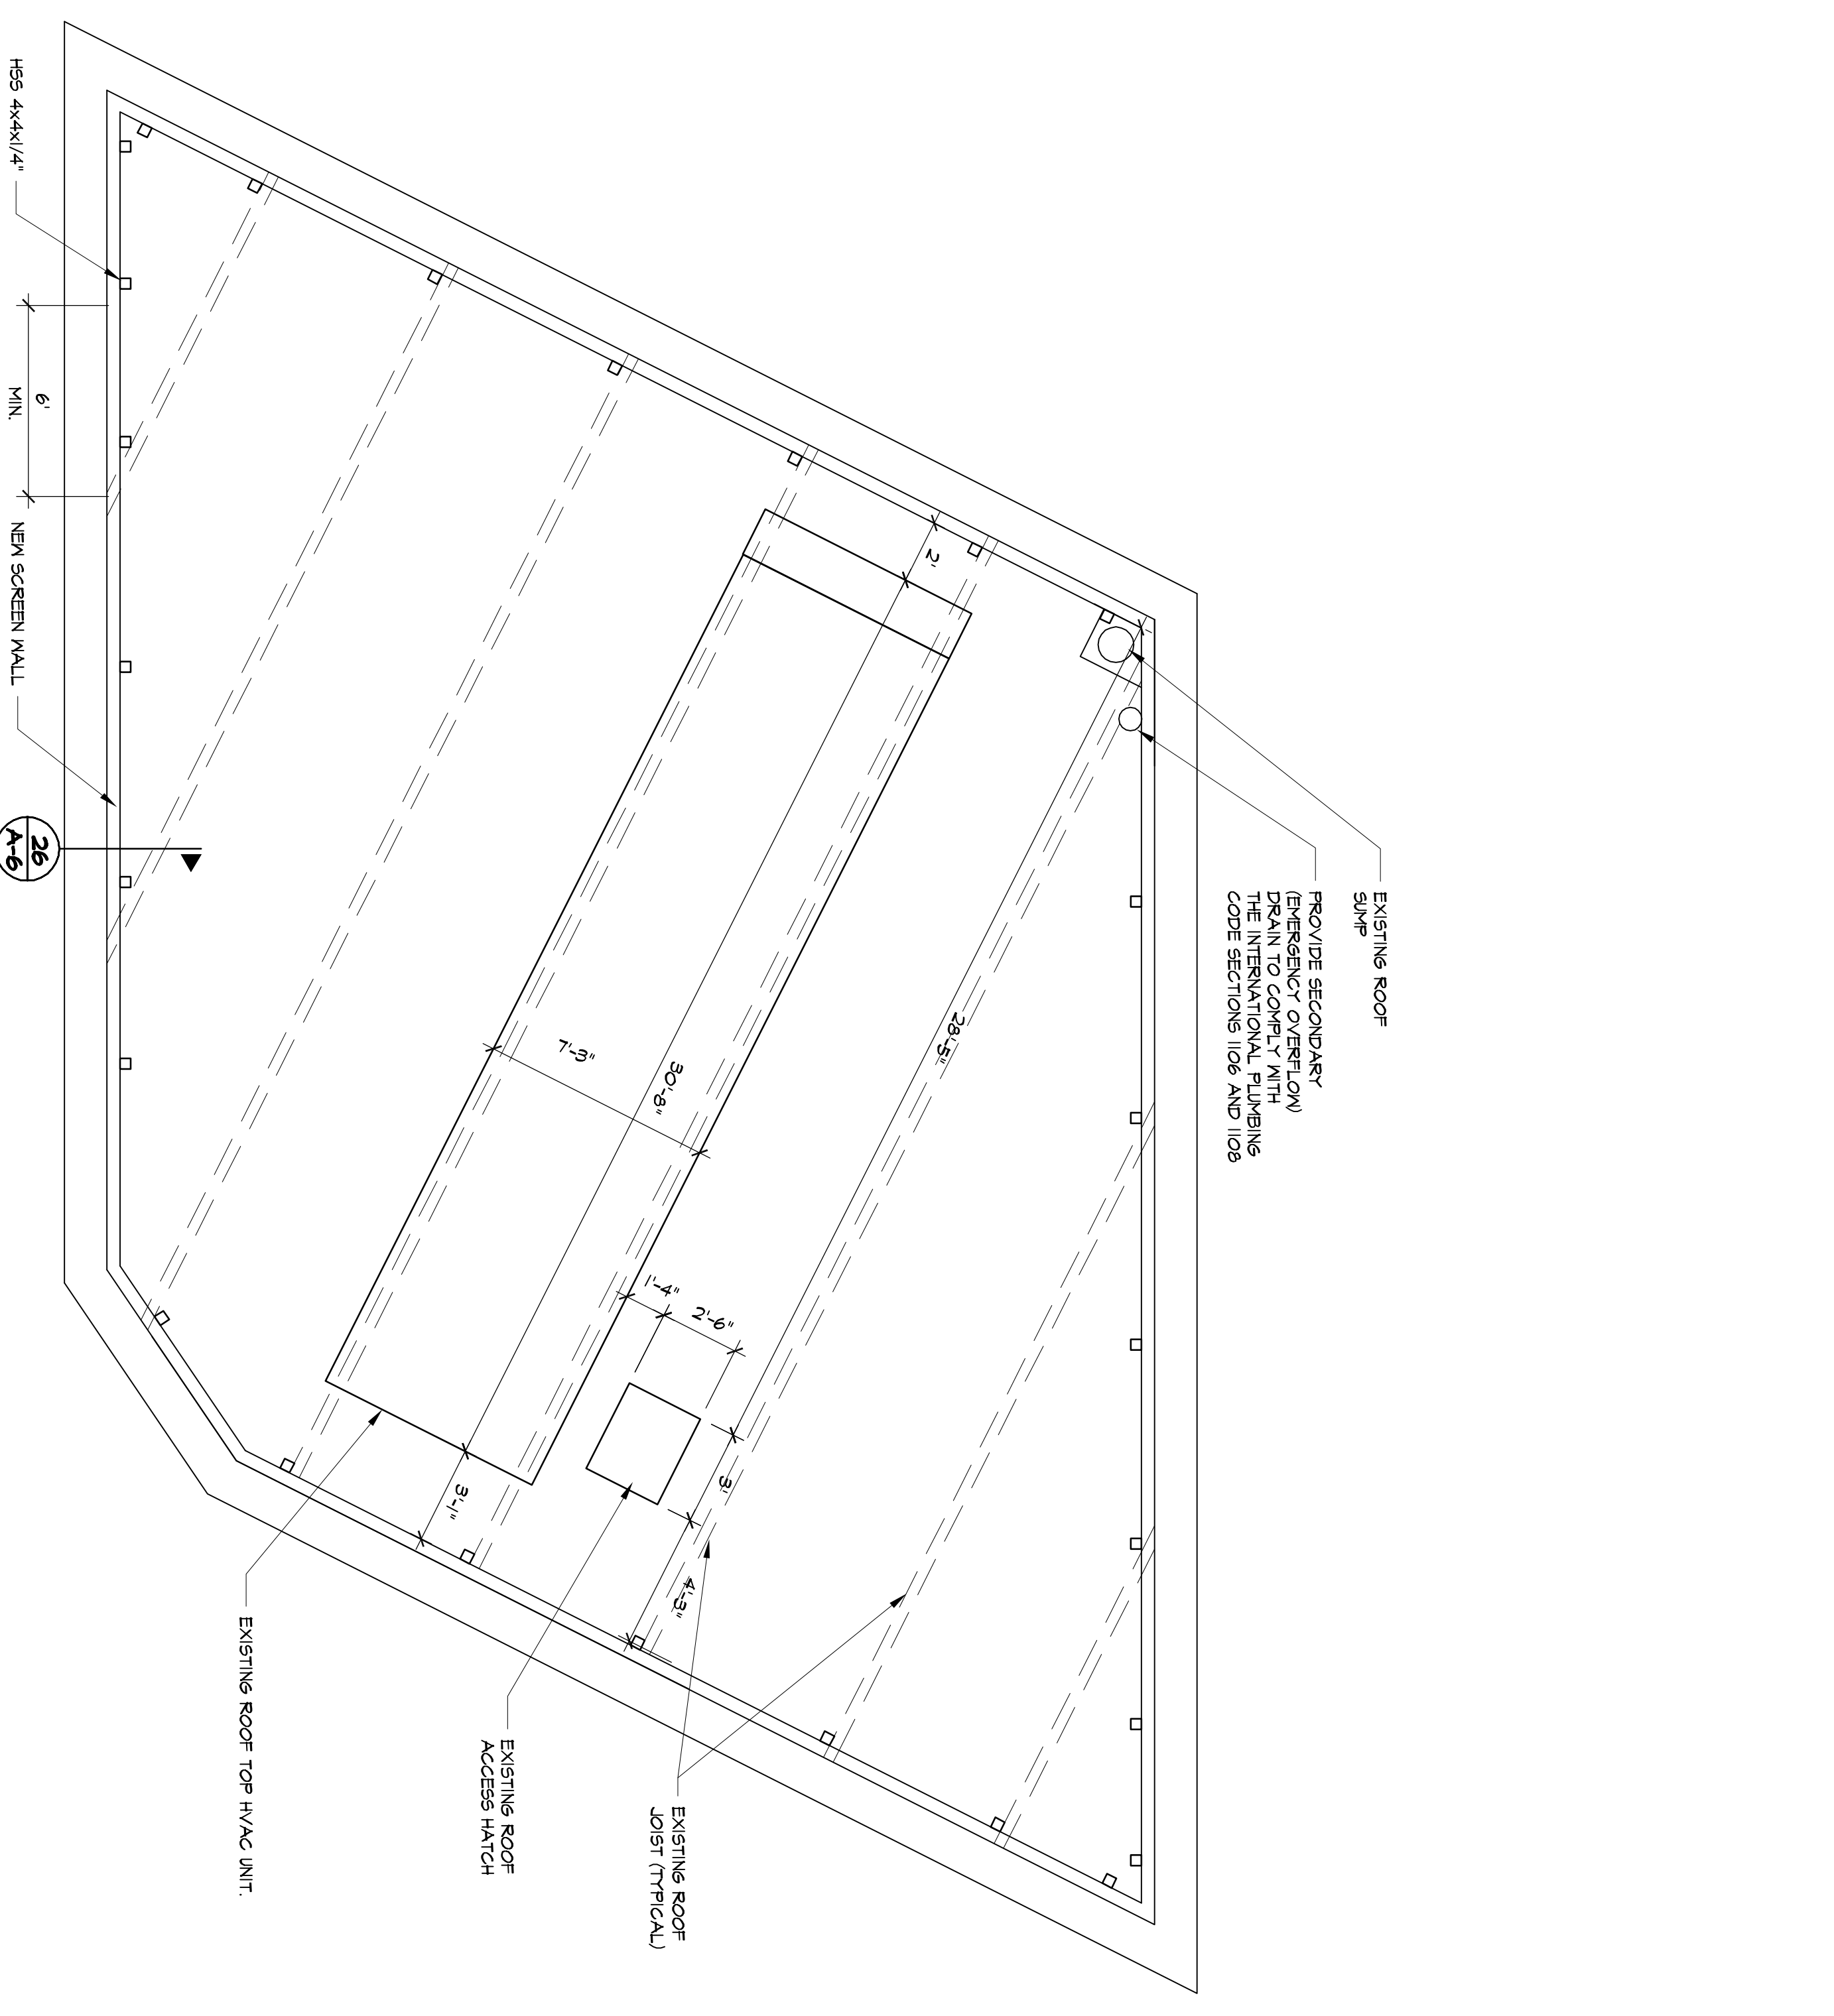 EXISTING ROOF
SUMP
PROVIDE SECONDARY
(EMERGENCY OVERFLOW)
DRAIN TO COMPLY WITH
THE INTERNATIONAL PLUMBING
CODE SECTIONS 1106 AND 1108
2'
28'-5"
30'-8"
7'-3"
1'-4"
2'-6"
3'
4'-3"
3'-1"
EXISTING ROOF
JOIST (TYPICAL)
EXISTING ROOF
ACCESS HATCH
EXISTING ROOF TOP HVAC UNIT.
HSS 4x4x1/4"
6'
MIN.
NEW SCREEN WALL
26
A-6